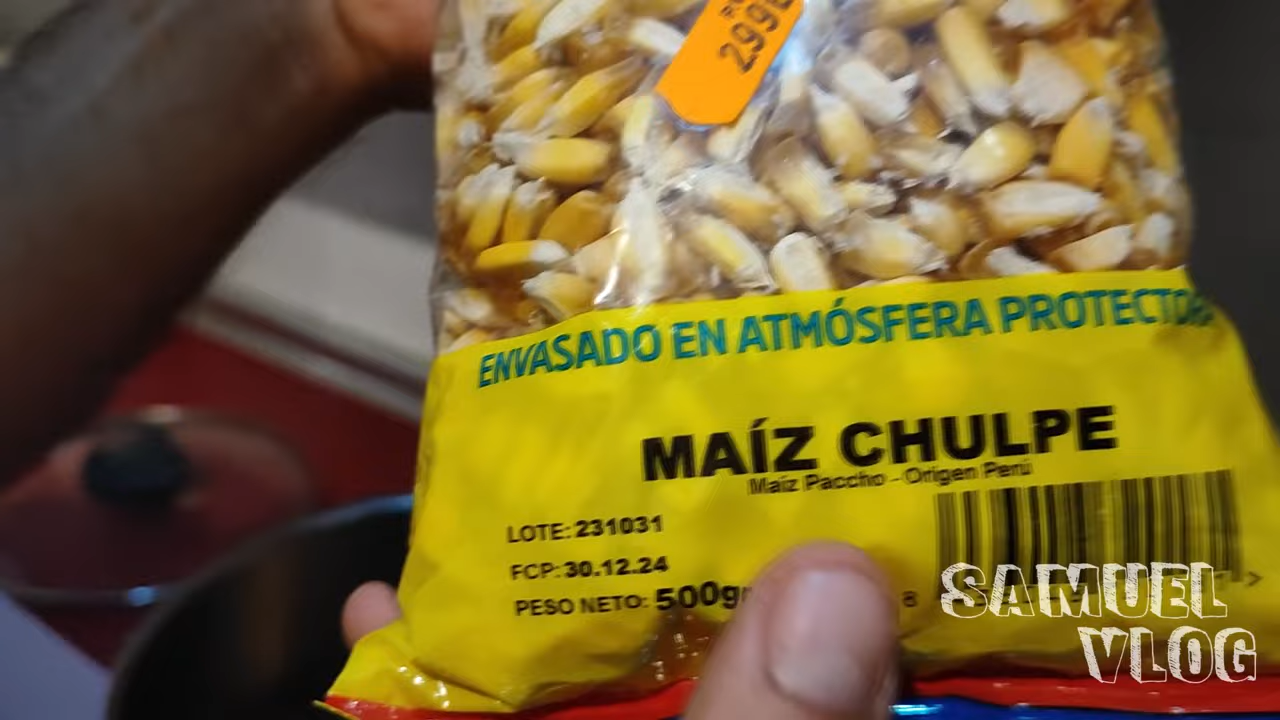 2.99€
ENVASADO EN ATMÓSFERA PROTECTORA
MAÍZ CHULPE
Maíz Paccho - Origen Perú
LOTE: 231031
FCP: 30.12.24
PESO NETO: 500gr
8
SAMUEL
VLOG